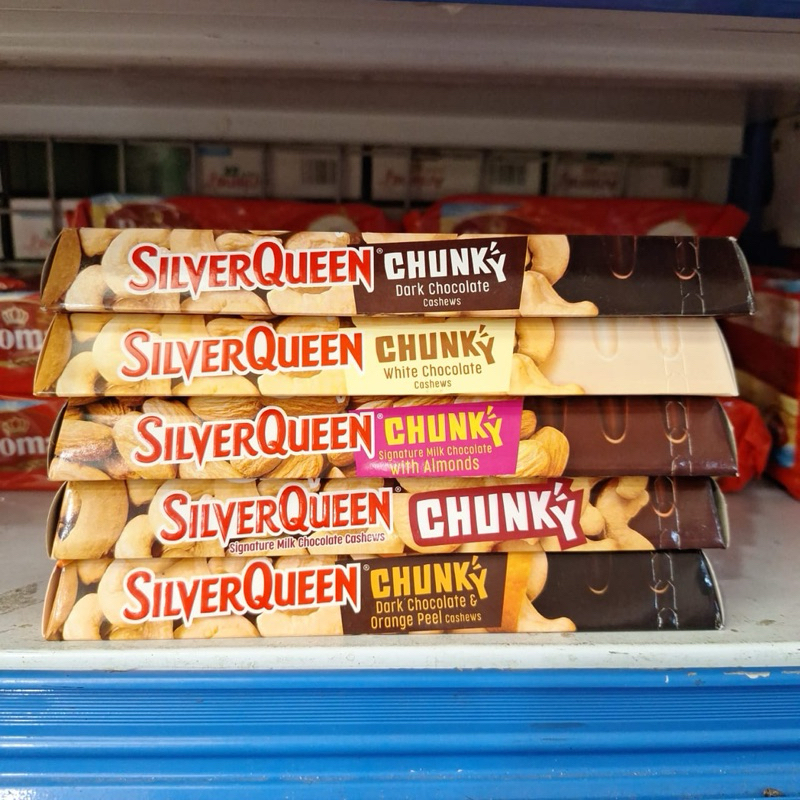 SILVERQUEEN® CHUNKY
Dark Chocolate
Cashews
SILVERQUEEN CHUNKY
White Chocolate
Cashews
SILVERQUEEN® CHUNKY
Signature Milk Chocolate
with Almonds
SILVERQUEEN® CHUNKY
Signature Milk Chocolate Cashews
SILVERQUEEN® CHUNKY
Dark Chocolate &
Orange Peel Cashews